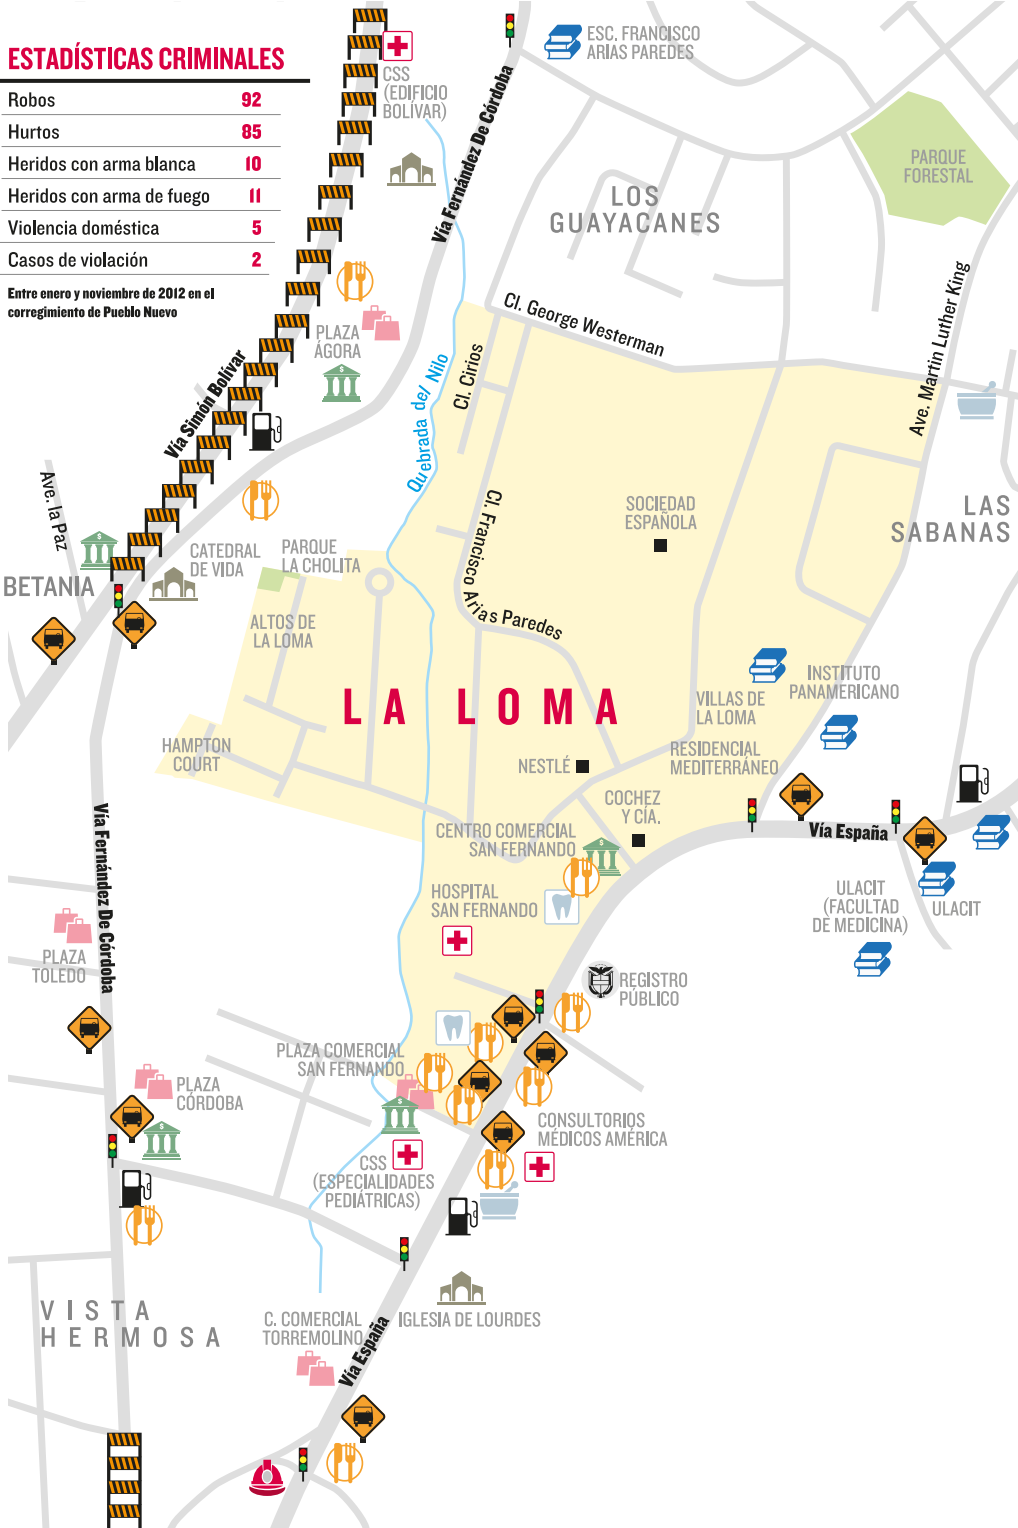 ESTADÍSTICAS CRIMINALES
Robos 92
Hurtos 85
Heridos con arma blanca 10
Heridos con arma de fuego 11
Violencia doméstica 5
Casos de violación 2
Entre enero y noviembre de 2012 en el
corregimiento de Pueblo Nuevo
CSS
(EDIFICIO
BOLÍVAR)
ESC. FRANCISCO
ARIAS PAREDES
Vía Fernández De Córdoba
PARQUE
FORESTAL
LOS
GUAYACANES
Cl. George Westerman
Ave. Martin Luther King
PLAZA
ÁGORA
Vía Simón Bolívar
Quebrada del Nilo
Cl. Cirios
Ave. la Paz
Cl. Francisco Arias Paredes
SOCIEDAD
ESPAÑOLA
LAS
SABANAS
BETANIA
CATEDRAL
DE VIDA
PARQUE
LA CHOLITA
ALTOS DE
LA LOMA
LA LOMA
INSTITUTO
PANAMERICANO
VILLAS DE
LA LOMA
HAMPTON
COURT
RESIDENCIAL
MEDITERRÁNEO
NESTLÉ
COCHEZ
Y CÍA.
Vía España
Vía Fernández De Córdoba
CENTRO COMERCIAL
SAN FERNANDO
HOSPITAL
SAN FERNANDO
ULACIT
(FACULTAD
DE MEDICINA)
ULACIT
PLAZA
TOLEDO
REGISTRO
PÚBLICO
PLAZA COMERCIAL
SAN FERNANDO
PLAZA
CÓRDOBA
CONSULTORIOS
MÉDICOS AMÉRICA
CSS
(ESPECIALIDADES
PEDIÁTRICAS)
VISTA
HERMOSA
C. COMERCIAL
TORREMOLINO
IGLESIA DE LOURDES
Vía España